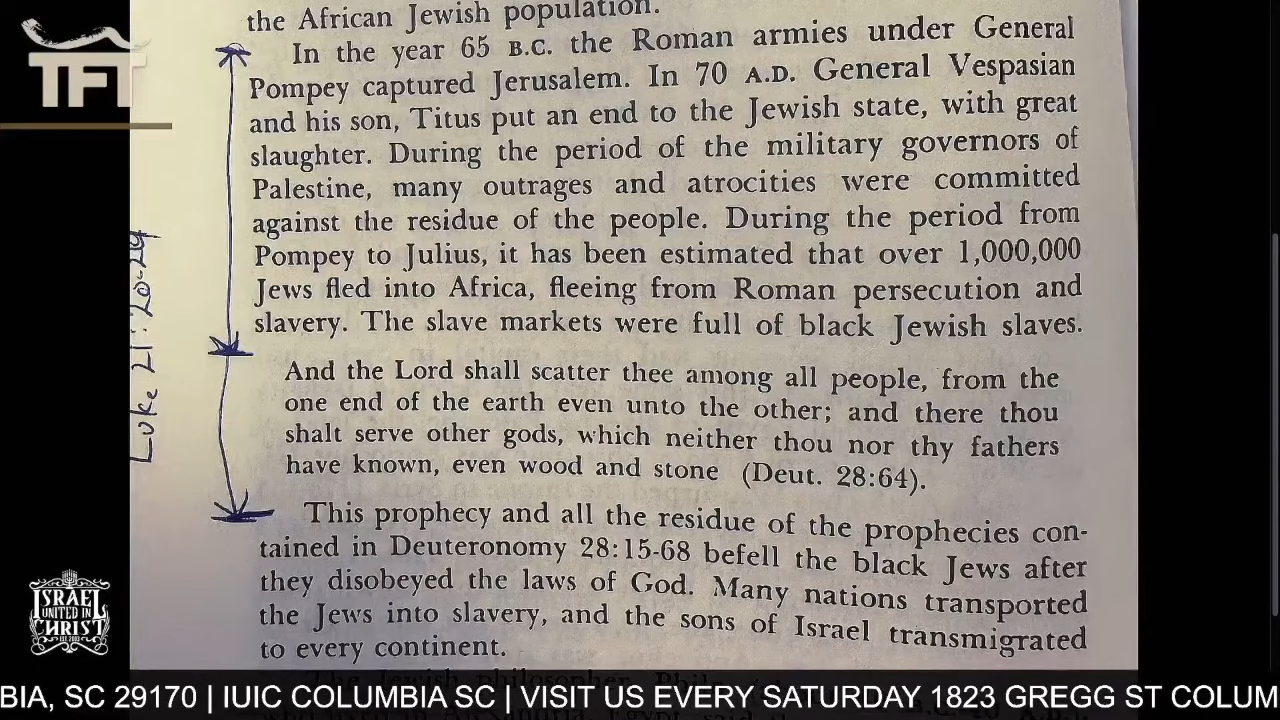 the African Jewish population.
In the year 65 B.C. the Roman armies under General
Pompey captured Jerusalem. In 70 A.D. General Vespasian
and his son, Titus put an end to the Jewish state, with great
slaughter. During the period of the military governors of
Palestine, many outrages and atrocities were committed
against the residue of the people. During the period from
Pompey to Julius, it has been estimated that over 1,000,000
Jews fled into Africa, fleeing from Roman persecution and
slavery. The slave markets were full of black Jewish slaves.
And the Lord shall scatter thee among all people, from the
one end of the earth even unto the other; and there thou
shalt serve other gods, which neither thou nor thy fathers
have known, even wood and stone (Deut. 28:64).
This prophecy and all the residue of the prophecies con-
tained in Deuteronomy 28:15-68 befell the black Jews after
they disobeyed the laws of God. Many nations transported
the Jews into slavery, and the sons of Israel transmigrated
to every continent.
The Jewish philosopher,
Luke 21:20-24
TFT
ISRAEL
UNITED IN
CHRIST
EST 2003
BIA, SC 29170 | IUIC COLUMBIA SC | VISIT US EVERY SATURDAY 1823 GREGG ST COLUM